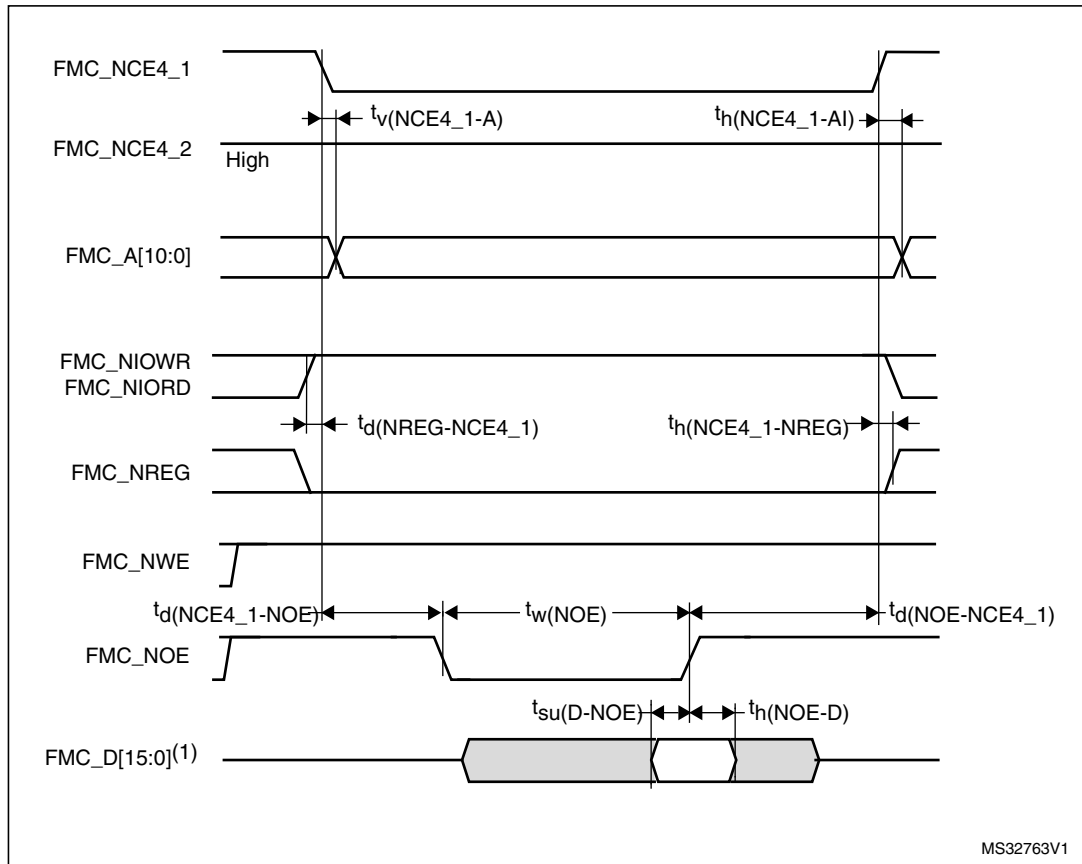 FMC_NCE4_1
tv(NCE4_1-A)
th(NCE4_1-AI)
FMC_NCE4_2
High
FMC_A[10:0]
FMC_NIOWR
FMC_NIORD
td(NREG-NCE4_1)
th(NCE4_1-NREG)
FMC_NREG
FMC_NWE
td(NCE4_1-NOE)
tw(NOE)
td(NOE-NCE4_1)
FMC_NOE
tsu(D-NOE)
th(NOE-D)
FMC_D[15:0](1)
MS32763V1